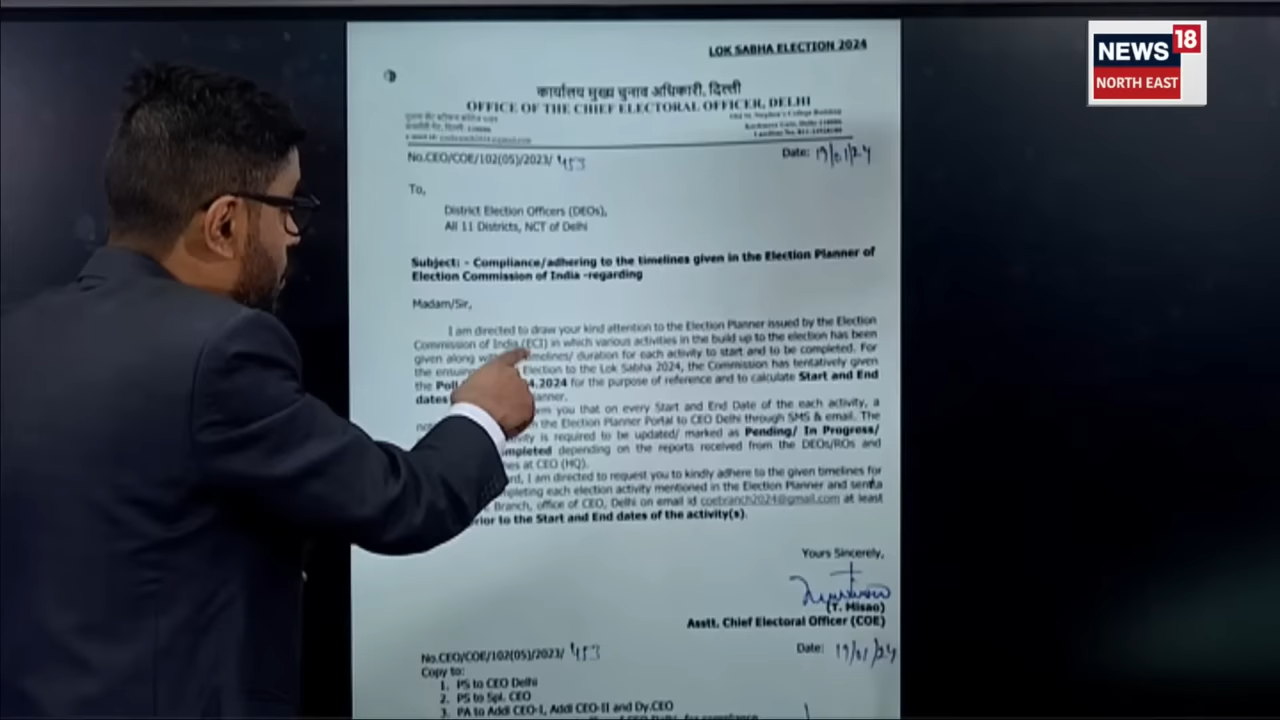 NEWS 18
NORTH EAST
LOK SABHA ELECTION 2024
कार्यालय मुख्य चुनाव अधिकारी, दिल्ली
OFFICE OF THE CHIEF ELECTORAL OFFICER, DELHI
No.CEO/COE/102(05)/2023/ 453
Date: 19/01/24
To,
District Election Officers (DEOs),
All 11 Districts, NCT of Delhi
Subject: - Compliance/adhering to the timelines given in the Election Planner of
Election Commission of India -regarding
Madam/Sir,
I am directed to draw your kind attention to the Election Planner issued by the Election
Commission of India (ECI) in which various activities in the build up to the election has been
given along timelines/ duration for each activity to start and to be completed. For
the Election to the Lok Sabha 2024, the Commission has tentatively given
the Poll 4.2024 for the purpose of reference and to calculate Start and End
dates
you that on every Start and End Date of the each activity, a
the Election Planner Portal to CEO Delhi through SMS & email. The
is required to be updated/ marked as Pending/ In Progress/
depending on the reports received from the DEOs/ROs and
at CEO (HQ).
I am directed to request you to kindly adhere to the given timelines for
each election activity mentioned in the Election Planner and send a
Branch, office of CEO, Delhi on email id coebranch2024@gmail.com at least
to the Start and End dates of the activity(s).
Yours Sincerely,
(T. Misao)
Asstt. Chief Electoral Officer (COE)
No.CEO/COE/102(05)/2023/ 453
Date: 19/01/24
Copy to:
1. PS to CEO Delhi
2. PS to Spl. CEO
3. PA to Addl CEO-I, Addl CEO-II and Dy.CEO